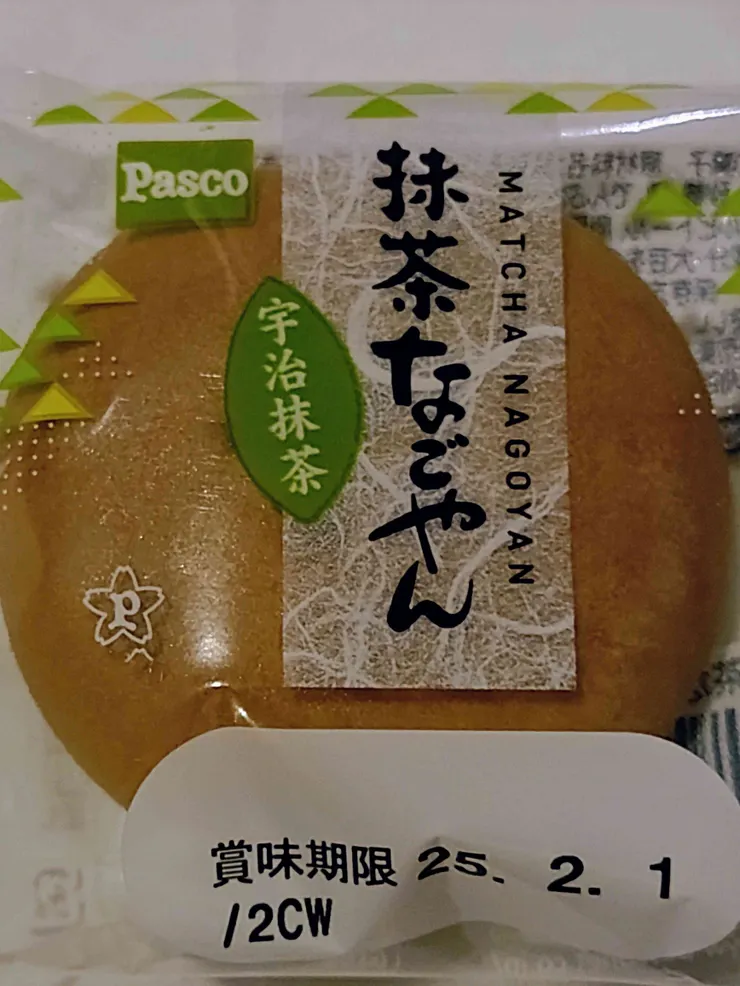 Pasco
抹茶なごやん
MATCHA NAGOYAN
宇治抹茶
P
賞味期限 25. 2. 1
/2CW